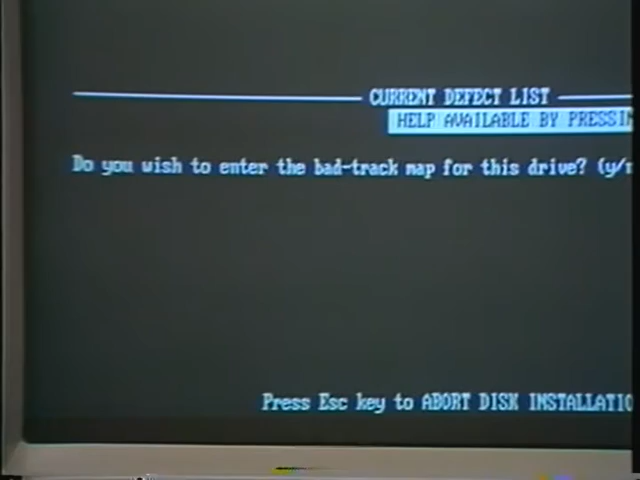 CURRENT DEFECT LIST
HELP AVAILABLE BY
Do you wish to enter the bad-track map for this drive? (y/
Press Esc key to ABORT DISK